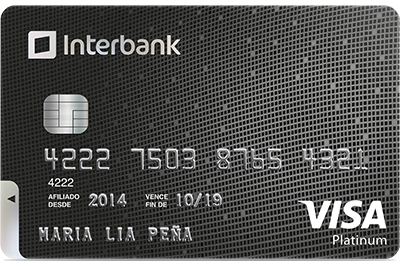 Interbank
4222 7503 8765 4321
4222
AFILIADO DESDE 2014 VENCE FIN DE 10/19
MARIA LIA PEÑA
VISA
Platinum